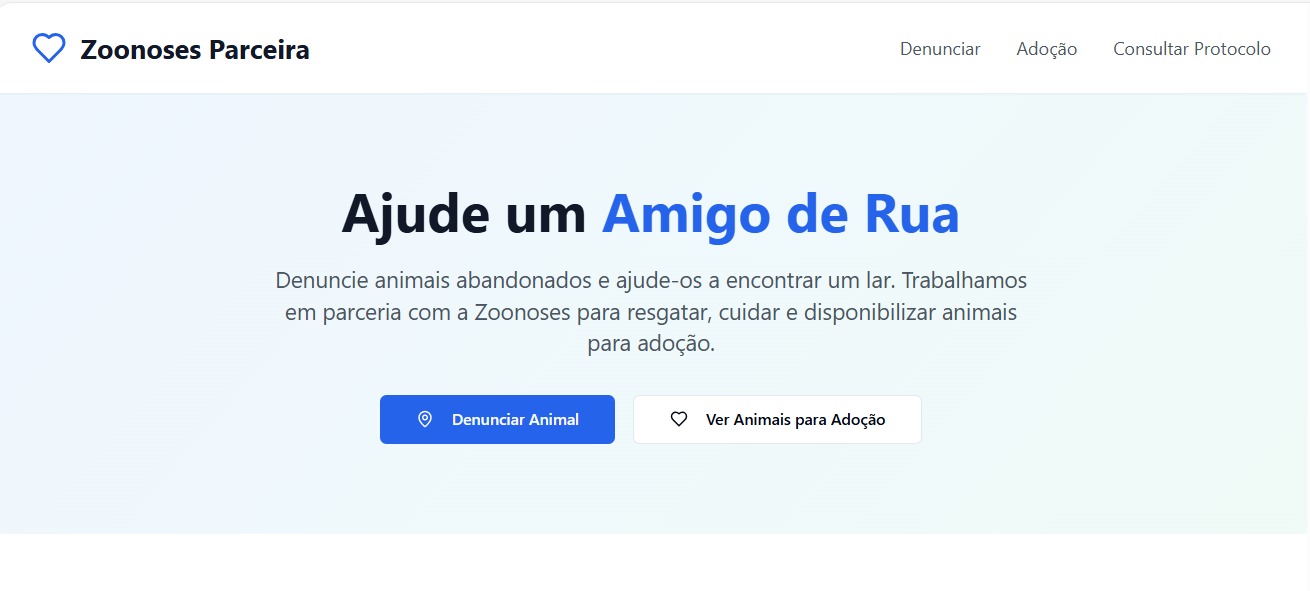 Zoonoses Parceira
Denunciar
Adoção
Consultar Protocolo
Ajude um Amigo de Rua
Denuncie animais abandonados e ajude-os a encontrar um lar. Trabalhamos
em parceria com a Zoonoses para resgatar, cuidar e disponibilizar animais
para adoção.
Denunciar Animal
Ver Animais para Adoção